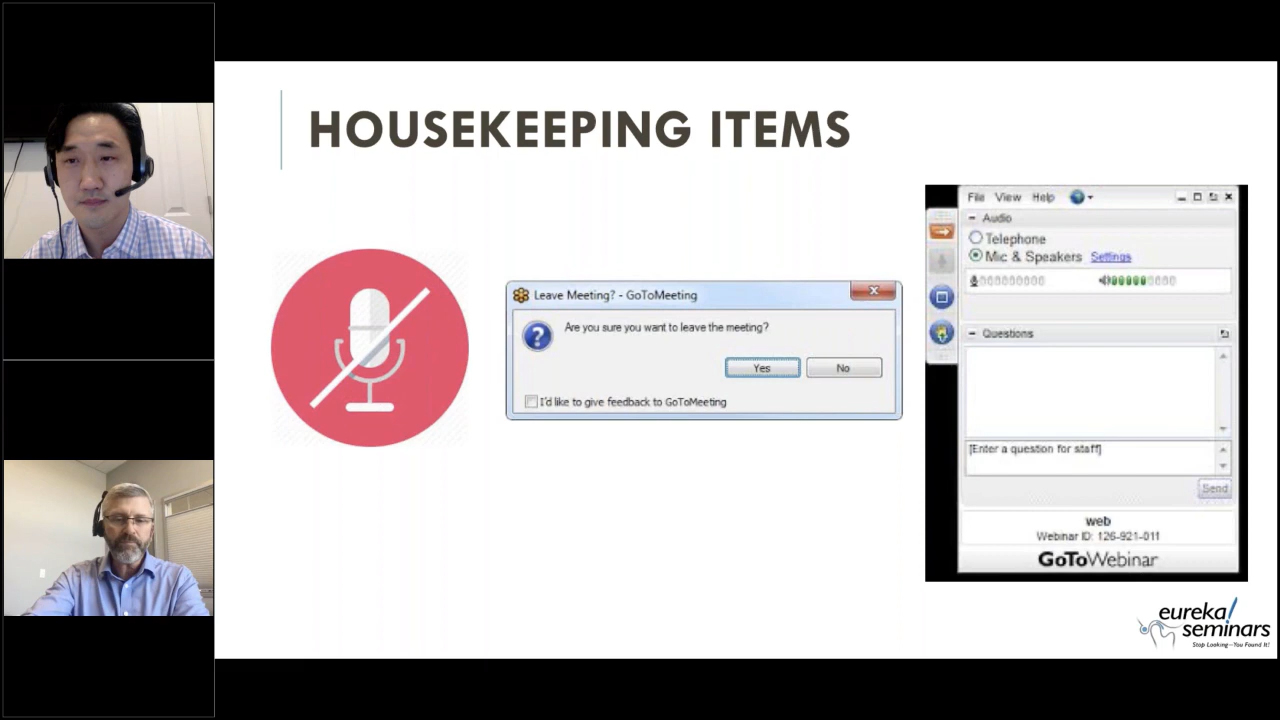 HOUSEKEEPING ITEMS
Leave Meeting? - GoToMeeting
Are you sure you want to leave the meeting?
Yes
No
I'd like to give feedback to GoToMeeting
File View Help
Audio
Telephone
Mic & Speakers Settings
Questions
[Enter a question for staff]
Send
web
Webinar ID: 126-921-011
GoToWebinar
eureka!
seminars
Stop Looking—You Found It!